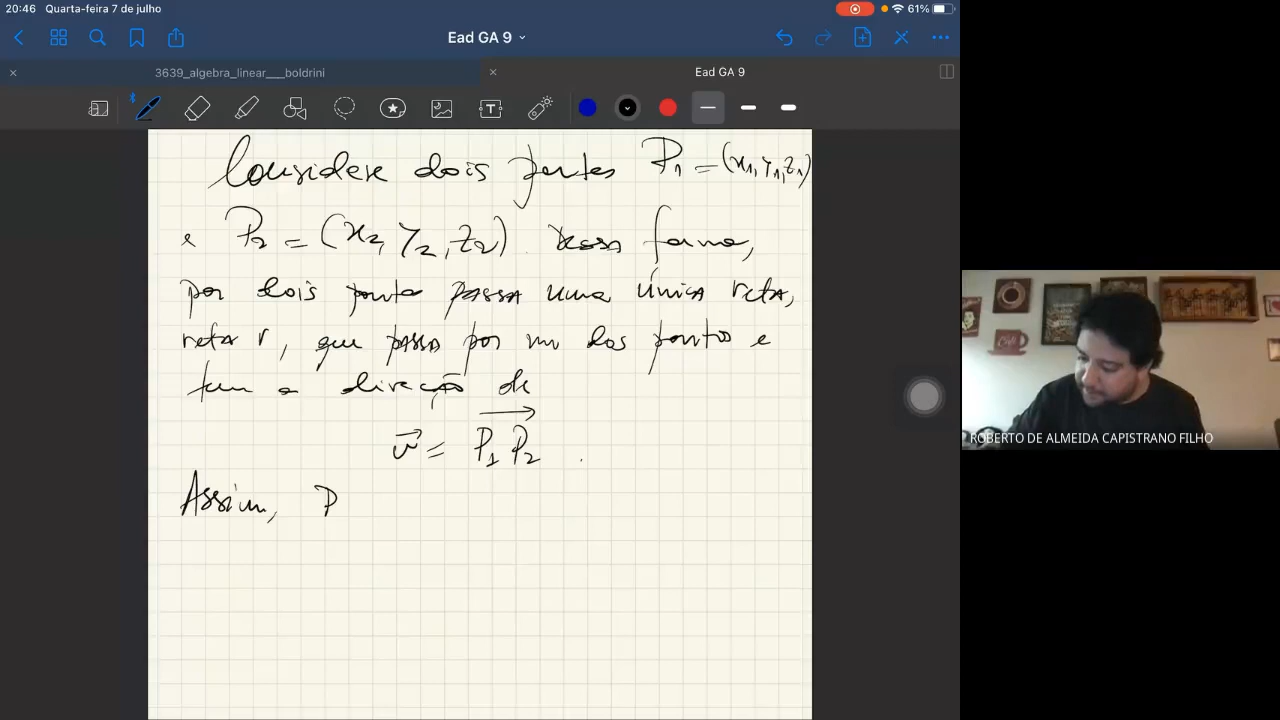 20:46 Quarta-feira 7 de julho
61%
Ead GA 9
3639_algebra_linear___boldrini
Ead GA 9
Considere dois pontos P₁ = (x₁, y₁, z₁)
e P₂ = (x₂, y₂, z₂). Dessa forma,
por dois ponto passa uma única reta,
reta r, que passa por um dos ponto e
tem a direção de
v⃗ = P₁P₂ .
Assim, P
ROBERTO DE ALMEIDA CAPISTRANO FILHO